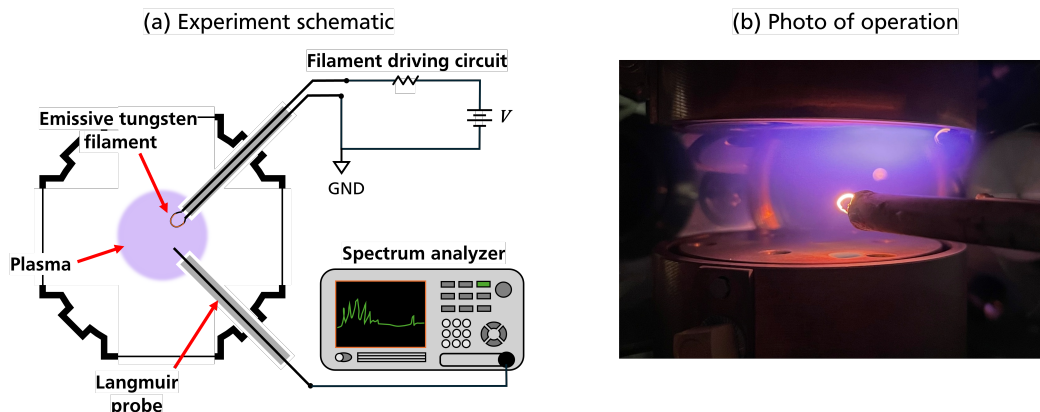 (a) Experiment schematic
(b) Photo of operation
Filament driving circuit
Emissive tungsten
filament
V
GND
Plasma
Spectrum analyzer
Langmuir
probe